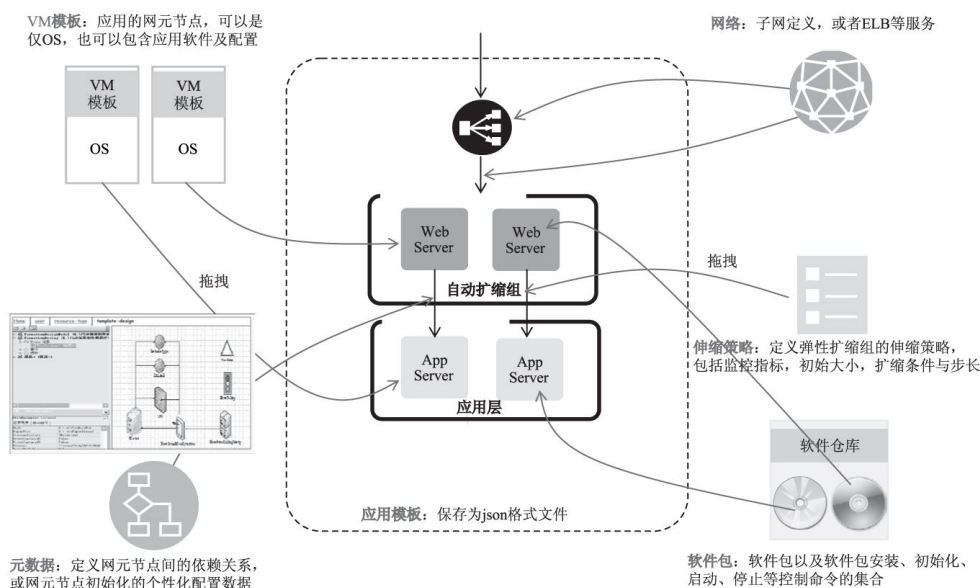 VM模板：应用的网元节点，可以是
仅OS，也可以包含应用软件及配置
网络：子网定义，或者ELB等服务
VM
模板
OS
VM
模板
OS
Web
Server
Web
Server
自动扩缩组
拖拽
拖拽
Home
template-design
App
Server
App
Server
应用层
伸缩策略：定义弹性扩缩组的伸缩策略，
包括监控指标，初始大小，扩缩条件与步长
软件仓库
应用模板：保存为json格式文件
元数据：定义网元节点间的依赖关系，
或网元节点初始化的个性化配置数据
软件包：软件包以及软件包安装、初始化、
启动、停止等控制命令的集合